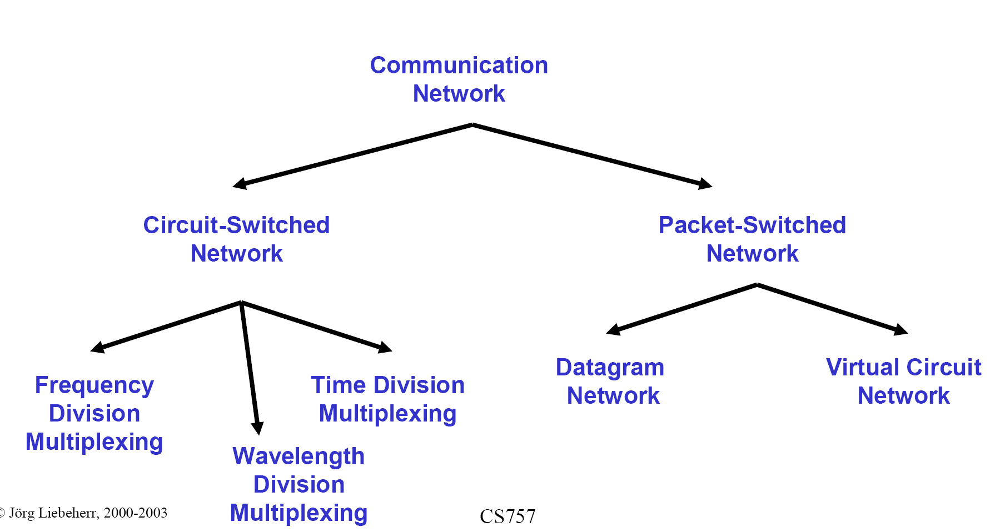 Communication
Network
Circuit-Switched
Network
Packet-Switched
Network
Frequency
Division
Multiplexing
Wavelength
Division
Multiplexing
Time Division
Multiplexing
Datagram
Network
Virtual Circuit
Network
© Jörg Liebeherr, 2000-2003
CS757